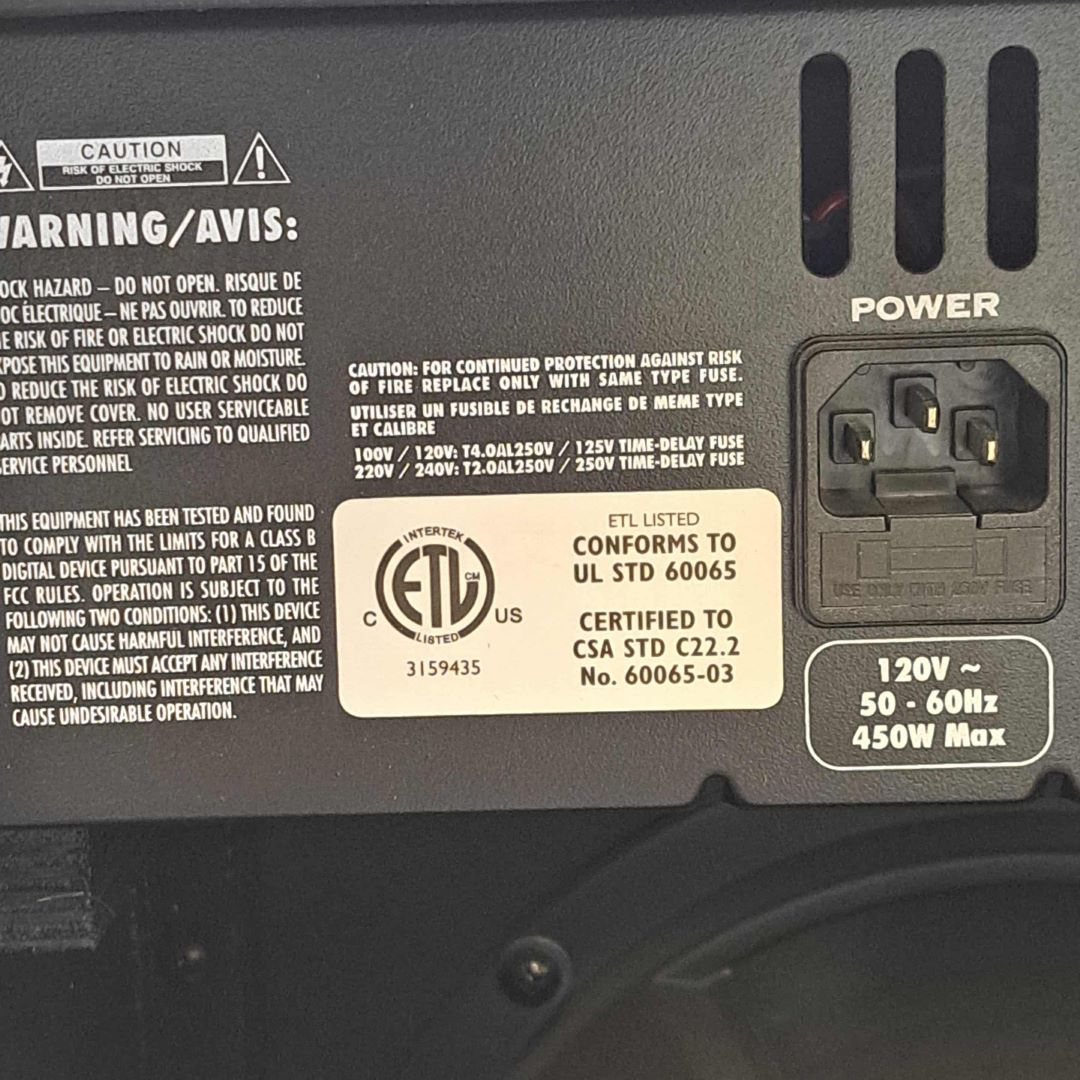 CAUTION
RISK OF ELECTRIC SHOCK
DO NOT OPEN
ARNING/AVIS:
OCK HAZARD – DO NOT OPEN. RISQUE DE
OC ÉLECTRIQUE – NE PAS OUVRIR. TO REDUCE
E RISK OF FIRE OR ELECTRIC SHOCK DO NOT
POSE THIS EQUIPMENT TO RAIN OR MOISTURE.
REDUCE THE RISK OF ELECTRIC SHOCK DO
OT REMOVE COVER. NO USER SERVICEABLE
ARTS INSIDE. REFER SERVICING TO QUALIFIED
ERVICE PERSONNEL
THIS EQUIPMENT HAS BEEN TESTED AND FOUND
TO COMPLY WITH THE LIMITS FOR A CLASS B
DIGITAL DEVICE PURSUANT TO PART 15 OF THE
FCC RULES. OPERATION IS SUBJECT TO THE
FOLLOWING TWO CONDITIONS: (1) THIS DEVICE
MAY NOT CAUSE HARMFUL INTERFERENCE, AND
(2) THIS DEVICE MUST ACCEPT ANY INTERFERENCE
RECEIVED, INCLUDING INTERFERENCE THAT MAY
CAUSE UNDESIRABLE OPERATION.
CAUTION: FOR CONTINUED PROTECTION AGAINST RISK
OF FIRE REPLACE ONLY WITH SAME TYPE FUSE.
UTILISER UN FUSIBLE DE RECHANGE DE MEME TYPE
ET CALIBRE
100V / 120V: T4.0AL250V / 125V TIME-DELAY FUSE
220V / 240V: T2.0AL250V / 250V TIME-DELAY FUSE
INTERTEK
ETL CM
C US
LISTED
3159435
ETL LISTED
CONFORMS TO
UL STD 60065
CERTIFIED TO
CSA STD C22.2
No. 60065-03
POWER
USE ONLY WITH 250V FUSE
120V ~
50 - 60Hz
450W Max